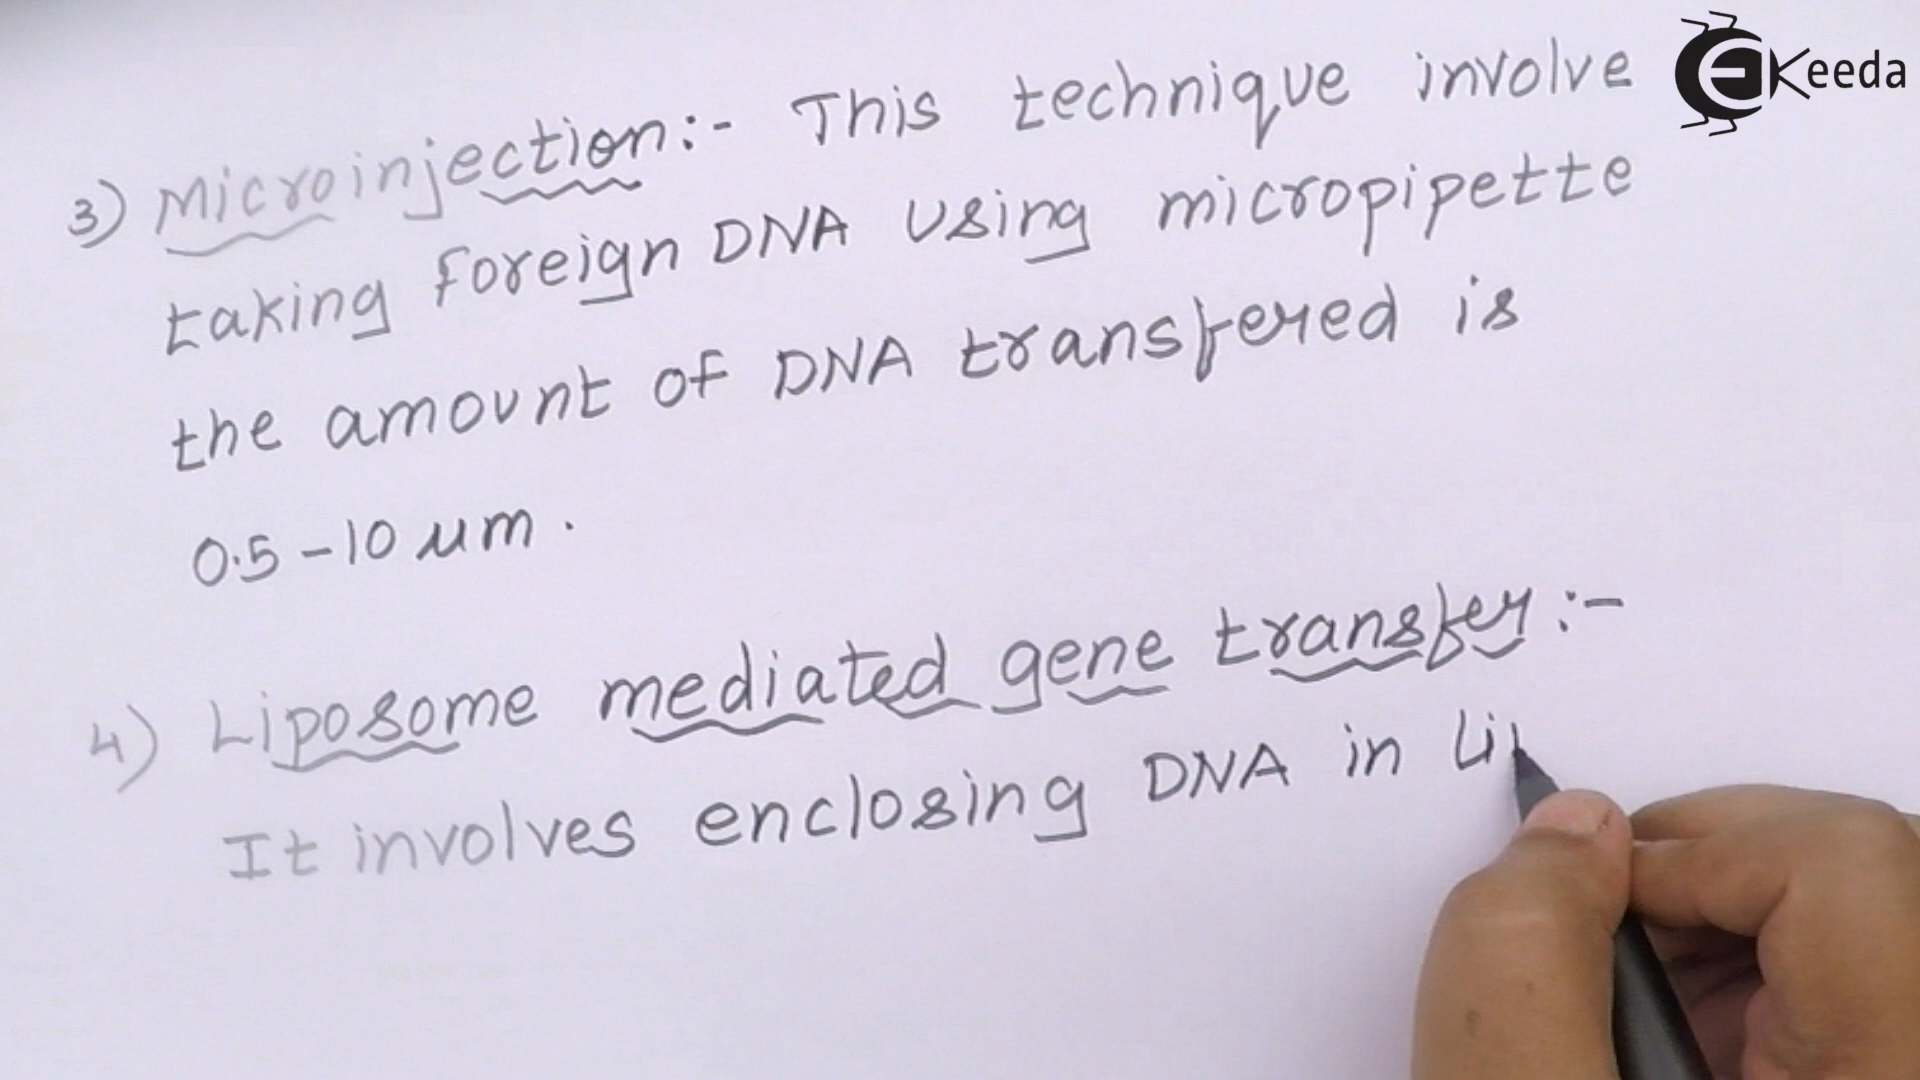 EKeeda
3) Microinjection:- This technique involve
taking foreign DNA using micropipette
the amount of DNA transfered is
0.5-10 μm.
4) Liposome mediated gene transfer:-
It involves enclosing DNA in